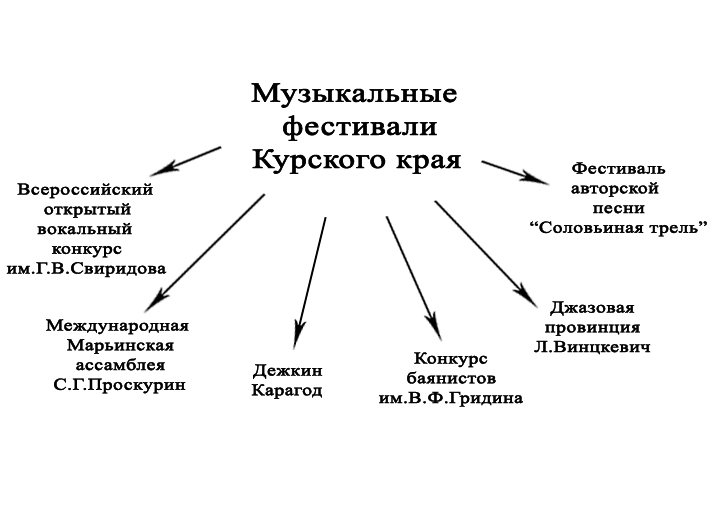 Музыкальные
фестивали
Курского края
Всероссийский
открытый
вокальный
конкурс
им.Г.В.Свиридова
Международная
Марьинская
ассамблея
С.Г.Проскурин
Дежкин
Карагод
Конкурс
баянистов
им.В.Ф.Гридина
Джазовая
провинция
Л.Винцкевич
Фестиваль
авторской
песни
“Соловьиная трель”